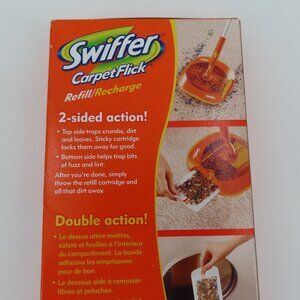 Swiffer
CarpetFlick
Refill/Recharge
2-sided action!
• Top side traps crumbs, dirt
and leaves. Sticky cartridge
locks them away for good.
• Bottom side helps trap bits
of fuzz and lint.
After you're done, simply
throw the refill cartridge and
all that dirt away.
Double action!
• Le dessus attire miettes,
saleté et feuilles à l'intérieur
du compartiment. La bande
adhésive les emprisonne
pour de bon.
• Le dessous aide à ramasser
fibres et peluches.